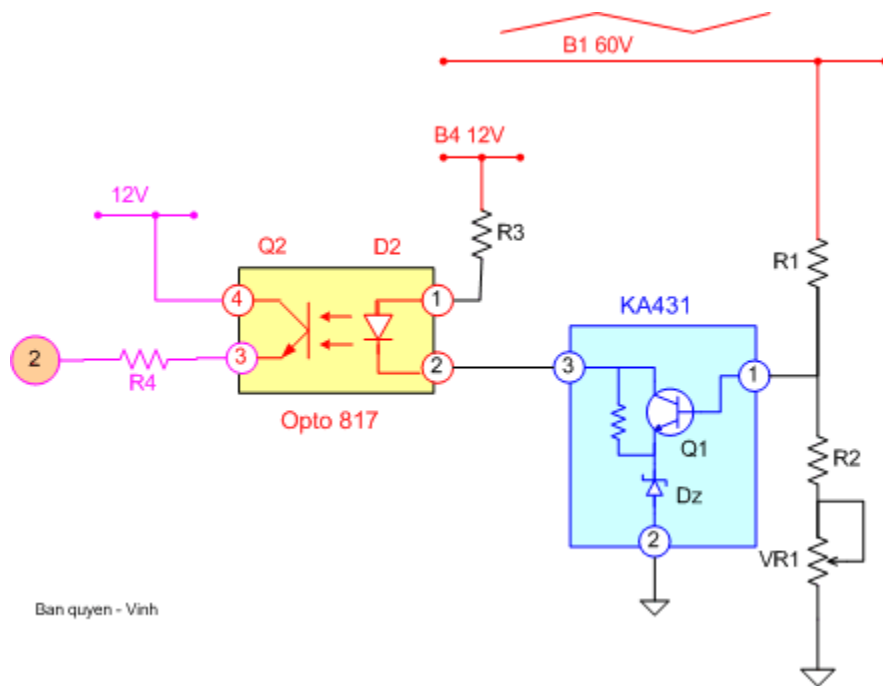 B1 60V
B4 12V
12V
Q2
D2
R3
R1
4
1
KA431
2
R4
3
2
3
1
Opto 817
Q1
R2
Dz
2
VR1
Ban quyen - Vinh